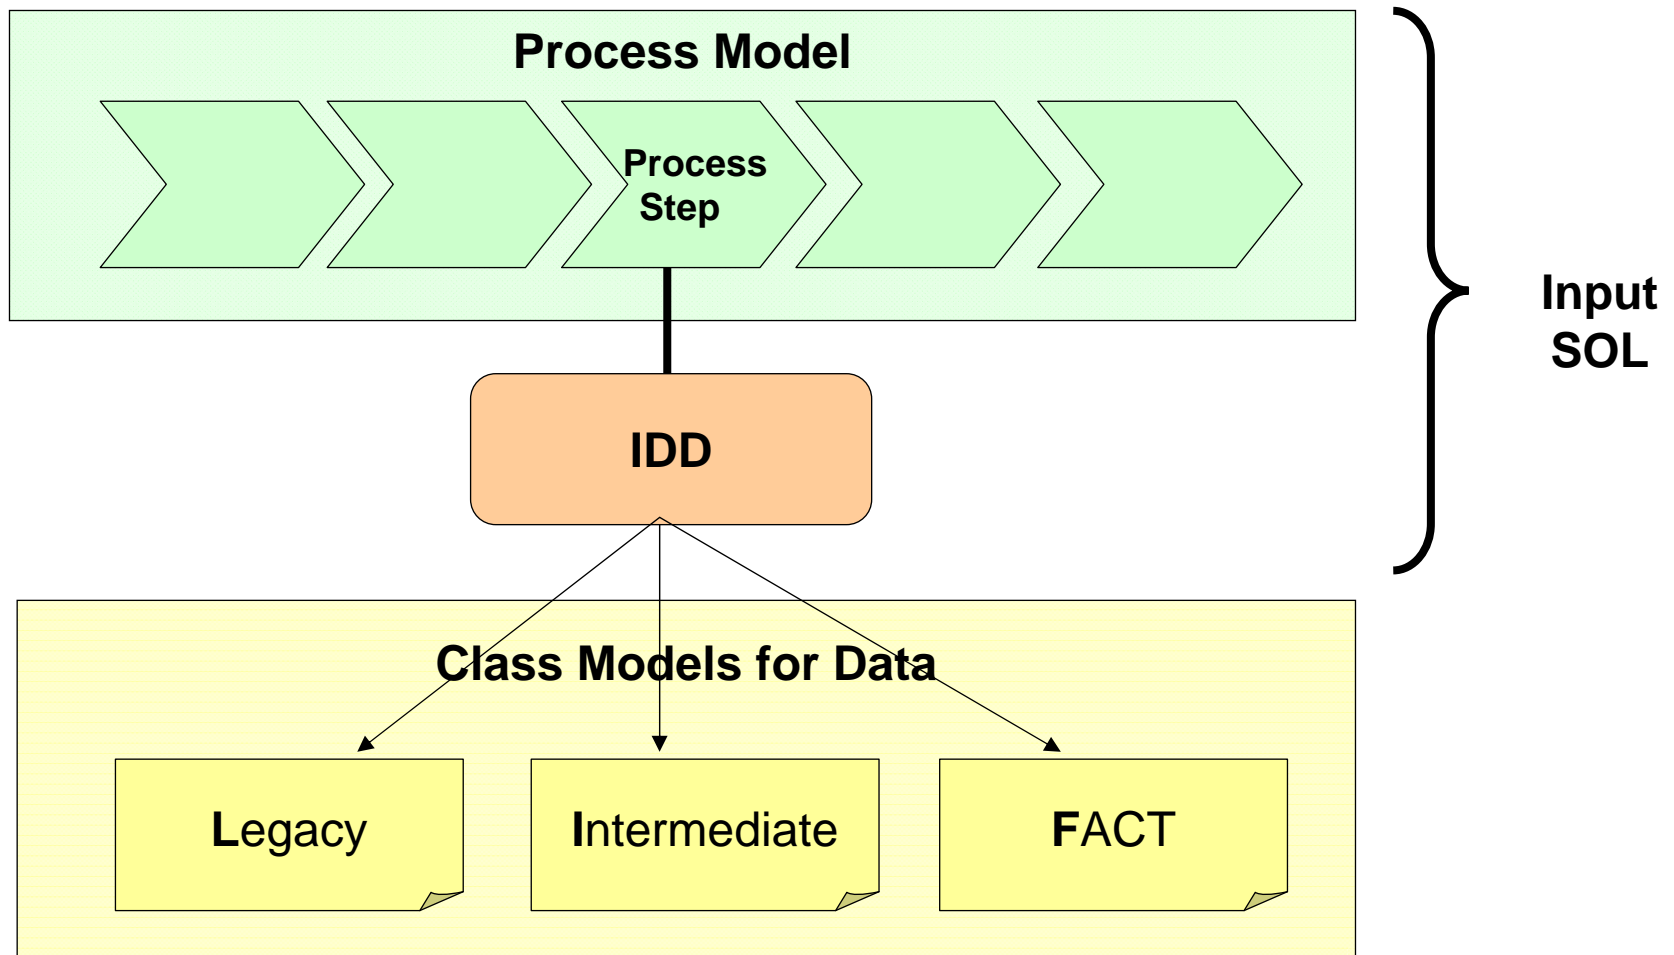 Process Model
Process
Step
Input
SOL
IDD
Class Models for Data
Legacy
Intermediate
FACT